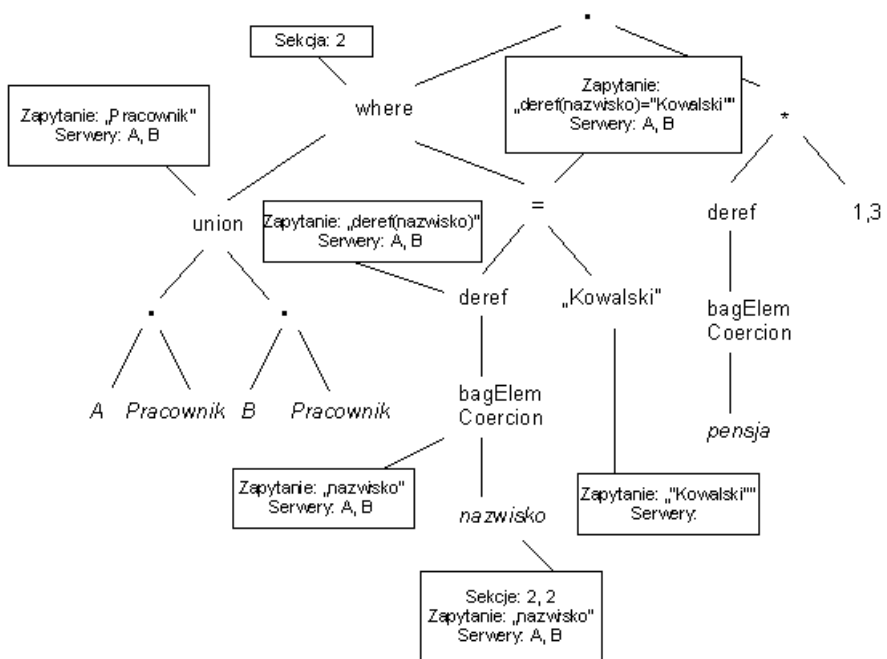 .
Sekcja: 2
Zapytanie:
„deref(nazwisko)="Kowalski""
Serwery: A, B
where
Zapytanie: „Pracownik"
Serwery: A, B
*
union
Zapytanie: „deref(nazwisko)"
Serwery: A, B
=
deref
1,3
deref
„Kowalski"
bagElem
Coercion
.
.
A
Pracownik
B
Pracownik
bagElem
Coercion
pensja
Zapytanie: „nazwisko"
Serwery: A, B
nazwisko
Zapytanie: „"Kowalski""
Serwery:
Sekcje: 2, 2
Zapytanie: „nazwisko"
Serwery: A, B